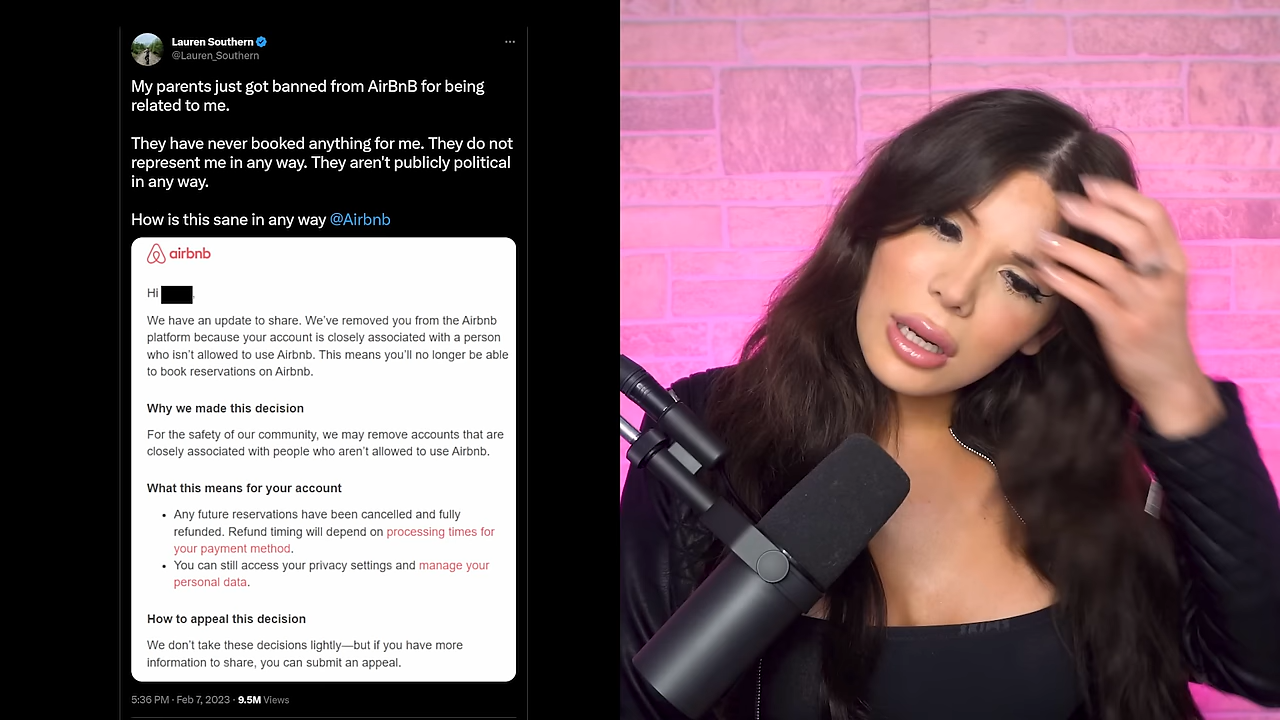 Lauren Southern
@Lauren_Southern
My parents just got banned from AirBnB for being
related to me.
They have never booked anything for me. They do not
represent me in any way. They aren't publicly political
in any way.
How is this sane in any way @Airbnb
airbnb
Hi
We have an update to share. We've removed you from the Airbnb
platform because your account is closely associated with a person
who isn't allowed to use Airbnb. This means you'll no longer be able
to book reservations on Airbnb.
Why we made this decision
For the safety of our community, we may remove accounts that are
closely associated with people who aren't allowed to use Airbnb.
What this means for your account
• Any future reservations have been cancelled and fully
refunded. Refund timing will depend on processing times for
your payment method.
• You can still access your privacy settings and manage your
personal data.
How to appeal this decision
We don't take these decisions lightly—but if you have more
information to share, you can submit an appeal.
5:36 PM · Feb 7, 2023 · 9.5M Views
SKIMS